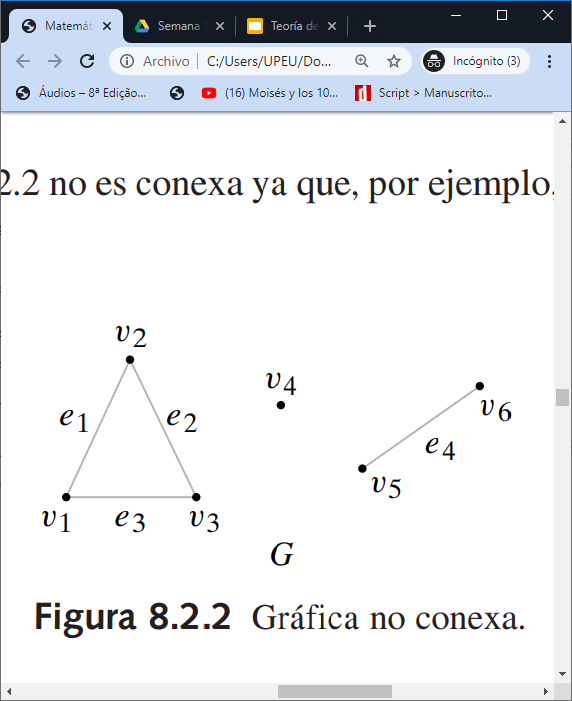 Matemát
Semana
Teoría de
Archivo C:/Users/UPEU/Do... Incógnito (3)
Áudios – 8ª Edição... (16) Moisés y los 10... Script > Manuscrito...
2.2 no es conexa ya que, por ejemplo,
v2
v4
v6
e1 e2
e4
v5
v1 e3 v3
G
Figura 8.2.2 Gráfica no conexa.